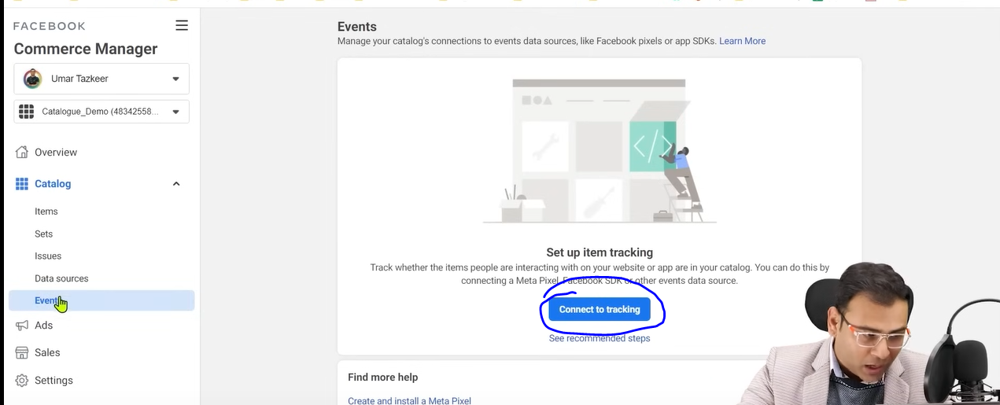 FACEBOOK
Commerce Manager
Umar Tazkeer
Catalogue_Demo (48342558...
Overview
Catalog
Items
Sets
Issues
Data sources
Events
Ads
Sales
Settings
Events
Manage your catalog's connections to events data sources, like Facebook pixels or app SDKs. Learn More
</>
Set up item tracking
Track whether the items people are interacting with on your website or app are in your catalog. You can do this by
connecting a Meta Pixel, Facebook SDK or other events data source.
Connect to tracking
See recommended steps
Find more help
Create and install a Meta Pixel